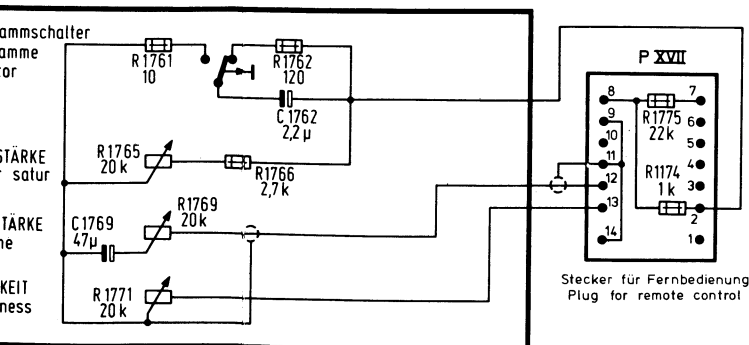 ammschalter
amme
tor
R1761
10
R1762
120
C1762
2,2µ
STÄRKE
satur
R1765
20k
R1766
2,7k
TÄRKE
ne
C1769
47µ
R1769
20k
KEIT
ness
R1771
20k
P XVII
8
7
9
R1775
22k
6
10
5
11
4
12
R1174
1k
3
13
2
14
1
Stecker für Fernbedienung
Plug for remote control